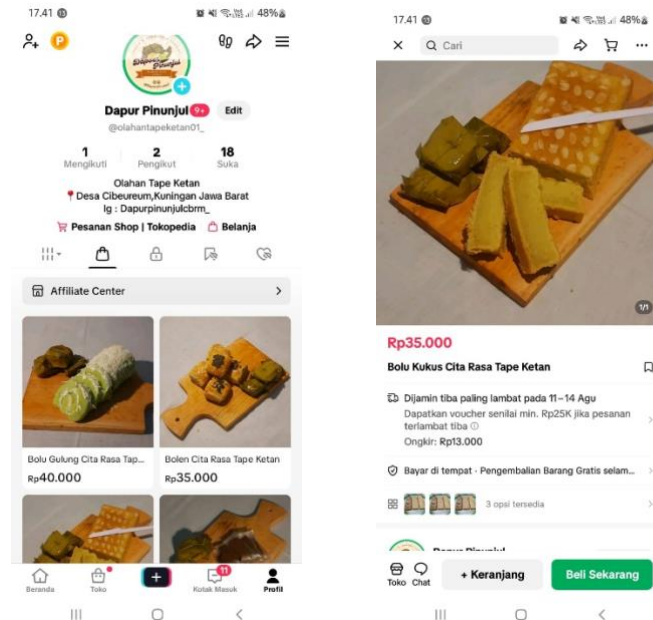 17.41
48%
Dapur Pinunjul 9+ Edit
@olahantapeketan01_
1 2 18
Mengikuti Pengikut Suka
Olahan Tape Ketan
Desa Cibeureum,Kuningan Jawa Barat
Ig : Dapurpinunjulcbrm_
Pesanan Shop | Tokopedia Belanja
Affiliate Center
Bolu Gulung Cita Rasa Tap...
Rp40.000
Bolen Cita Rasa Tape Ketan
Rp35.000
Beranda Toko Kotak Masuk 11 Profil
17.41
48%
Cari
1/1
Rp35.000
Bolu Kukus Cita Rasa Tape Ketan
Dijamin tiba paling lambat pada 11–14 Agu
Dapatkan voucher senilai min. Rp25K jika pesanan
terlambat tiba
Ongkir: Rp13.000
Bayar di tempat · Pengembalian Barang Gratis selam...
3 opsi tersedia
Toko Chat + Keranjang Beli Sekarang